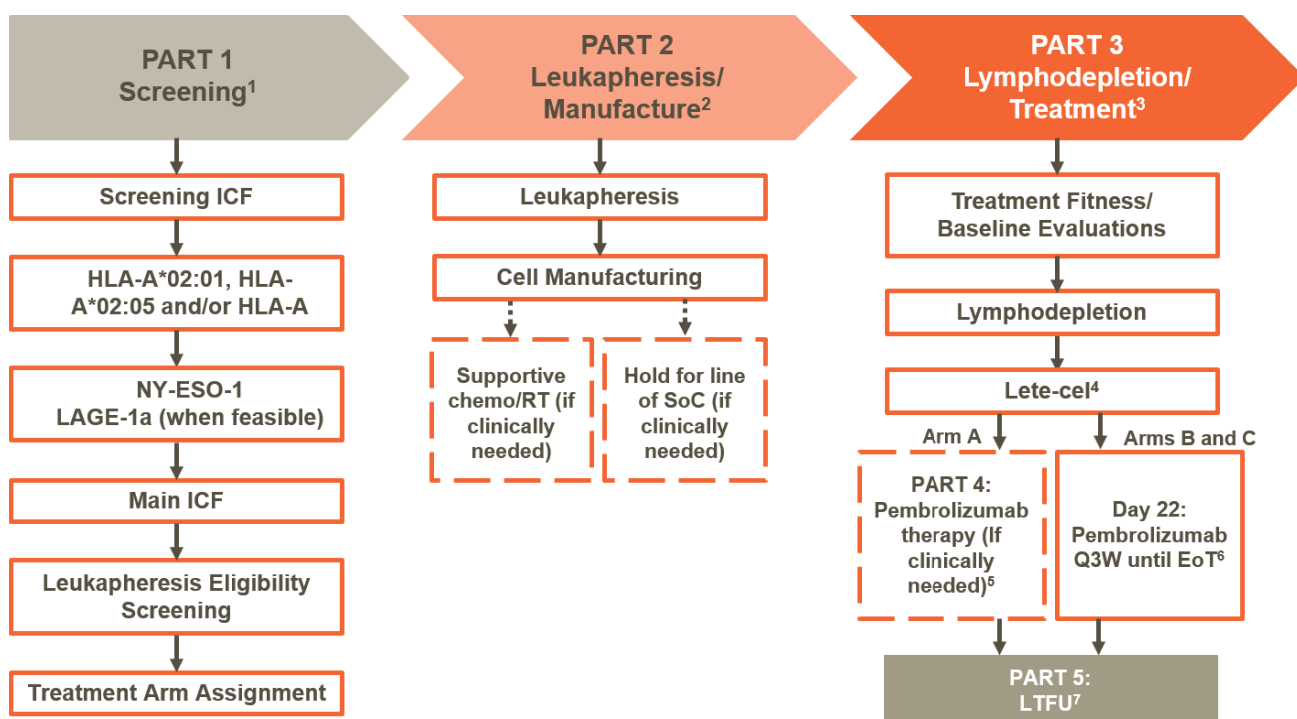 PART 1
Screening¹
PART 2
Leukapheresis/
Manufacture²
PART 3
Lymphodepletion/
Treatment³
Screening ICF
HLA-A*02:01, HLA-
A*02:05 and/or HLA-A
NY-ESO-1
LAGE-1a (when feasible)
Main ICF
Leukapheresis Eligibility
Screening
Treatment Arm Assignment
Leukapheresis
Cell Manufacturing
Supportive
chemo/RT (if
clinically
needed)
Hold for line
of SoC (if
clinically
needed)
Treatment Fitness/
Baseline Evaluations
Lymphodepletion
Lete-cel⁴
Arm A
Arms B and C
PART 4:
Pembrolizumab
therapy (If
clinically
needed)⁵
Day 22:
Pembrolizumab
Q3W until EoT⁶
PART 5:
LTFU⁷